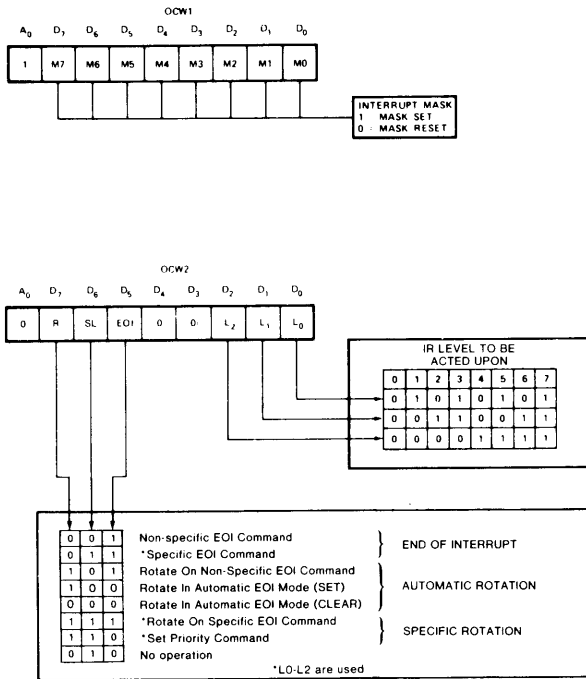 OCW1
A0 D7 D6 D5 D4 D3 D2 D1 D0
1 M7 M6 M5 M4 M3 M2 M1 M0
INTERRUPT MASK
1 MASK SET
0 : MASK RESET
OCW2
A0 D7 D6 D5 D4 D3 D2 D1 D0
0 R SL EOI 0 0 L2 L1 L0
IR LEVEL TO BE
ACTED UPON
0 1 2 3 4 5 6 7
0 1 0 1 0 1 0 1
0 0 1 1 0 0 1 1
0 0 0 0 1 1 1 1
0 0 1 Non-specific EOI Command
0 1 1 *Specific EOI Command
END OF INTERRUPT
1 0 1 Rotate On Non-Specific EOI Command
1 0 0 Rotate In Automatic EOI Mode (SET)
0 0 0 Rotate In Automatic EOI Mode (CLEAR)
AUTOMATIC ROTATION
1 1 1 *Rotate On Specific EOI Command
1 1 0 *Set Priority Command
SPECIFIC ROTATION
0 1 0 No operation
*L0-L2 are used